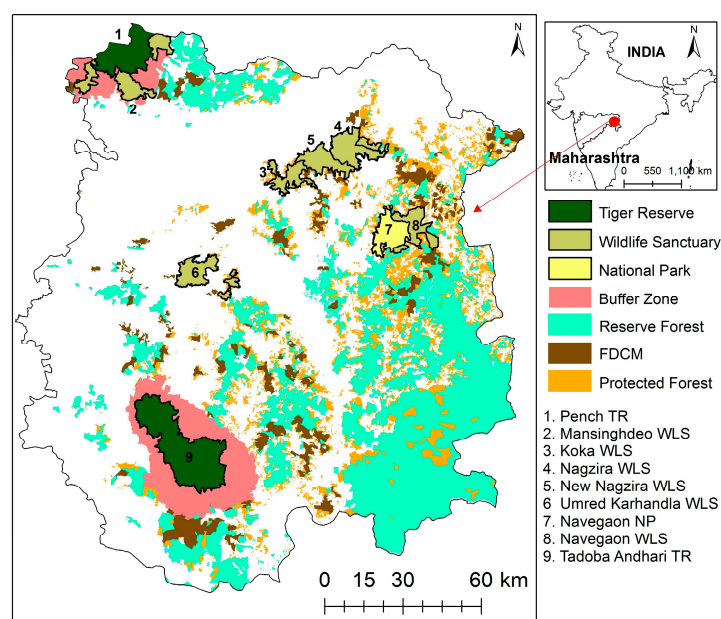 N
1
2
4
5
3
7
8
6
9
0 15 30 60 km
INDIA
N
Maharashtra
0 550 1,100 km
Tiger Reserve
Wildlife Sanctuary
National Park
Buffer Zone
Reserve Forest
FDCM
Protected Forest
1. Pench TR
2. Mansinghdeo WLS
3. Koka WLS
4. Nagzira WLS
5. New Nagzira WLS
6. Umred Karhandla WLS
7. Navegaon NP
8. Navegaon WLS
9. Tadoba Andhari TR